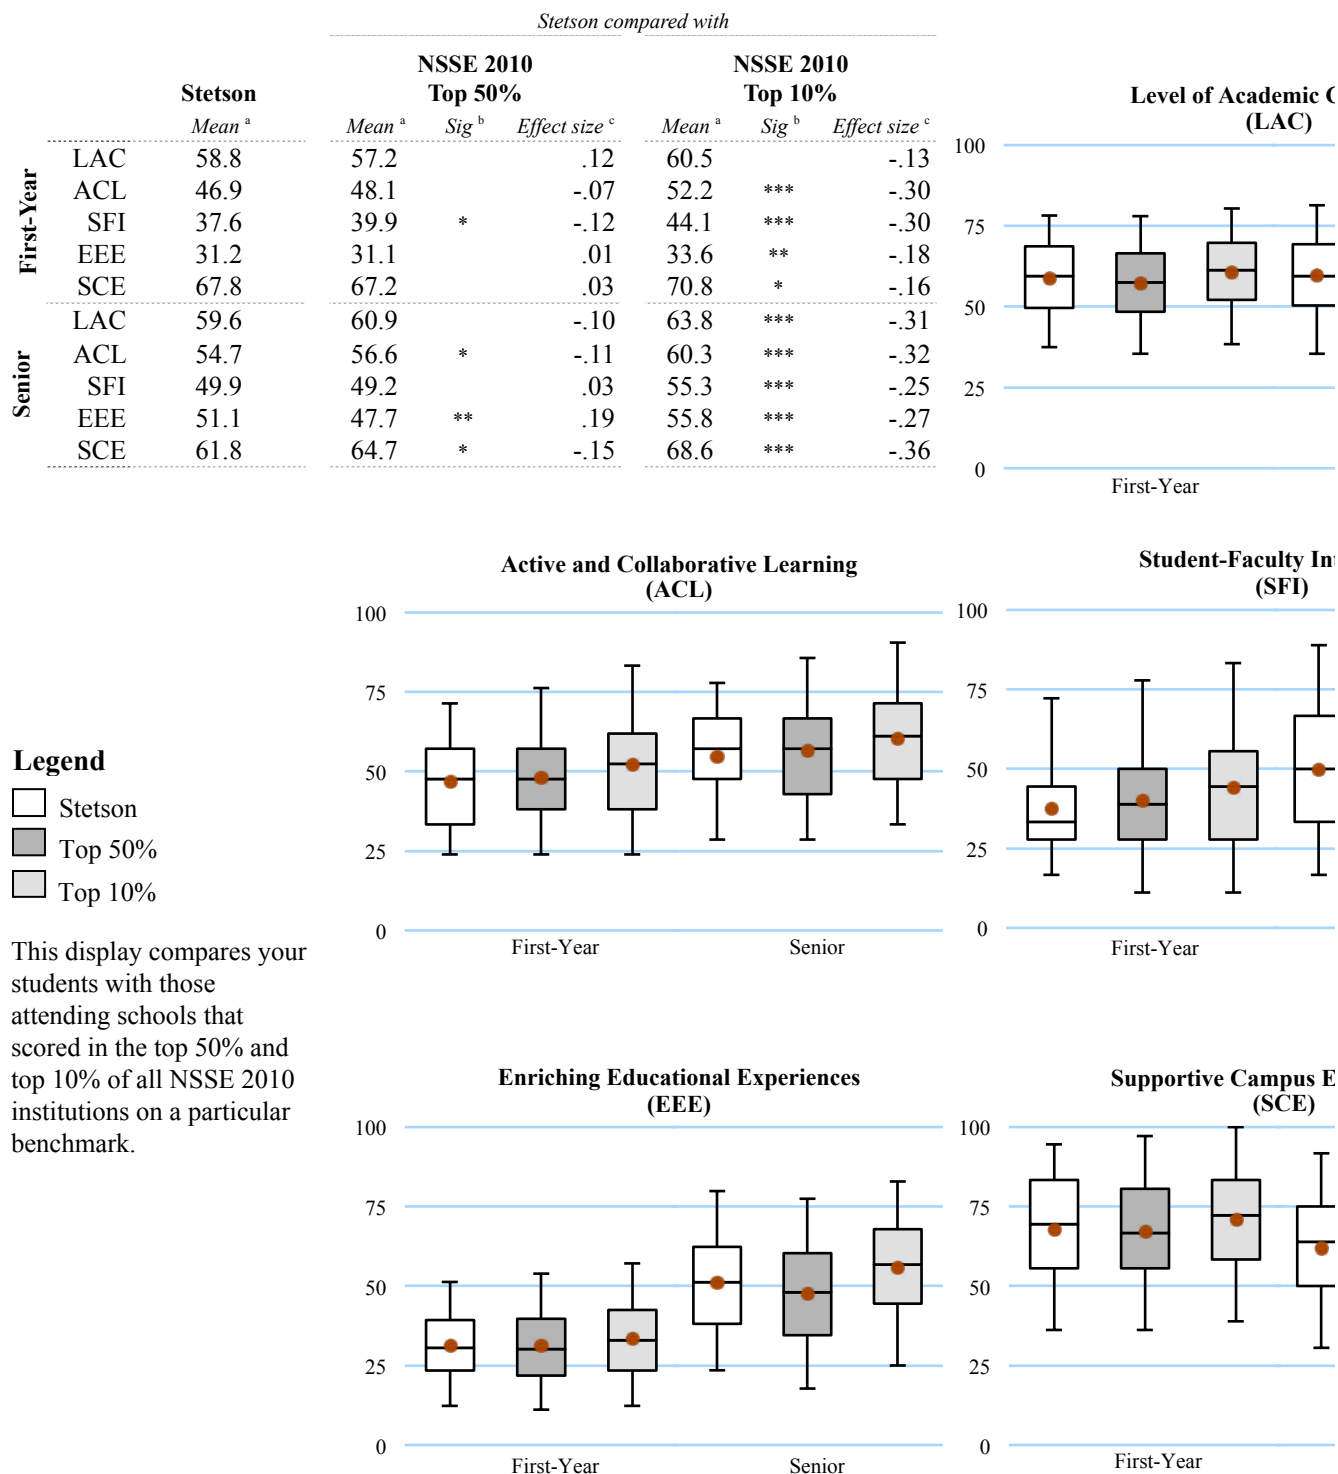 Stetson compared with
NSSE 2010 NSSE 2010
Stetson Top 50% Top 10%
Mean a Mean a Sig b Effect size c Mean a Sig b Effect size c
First-Year
LAC 58.8 57.2 .12 60.5 -.13
ACL 46.9 48.1 -.07 52.2 *** -.30
SFI 37.6 39.9 * -.12 44.1 *** -.30
EEE 31.2 31.1 .01 33.6 ** -.18
SCE 67.8 67.2 .03 70.8 * -.16
Senior
LAC 59.6 60.9 -.10 63.8 *** -.31
ACL 54.7 56.6 * -.11 60.3 *** -.32
SFI 49.9 49.2 .03 55.3 *** -.25
EEE 51.1 47.7 ** .19 55.8 *** -.27
SCE 61.8 64.7 * -.15 68.6 *** -.36
Level of Academic C
(LAC)
100
75
50
25
0
First-Year
Active and Collaborative Learning
(ACL)
100
75
50
25
0
First-Year Senior
Student-Faculty Int
(SFI)
100
75
50
25
0
First-Year
Legend
Stetson
Top 50%
Top 10%
This display compares your
students with those
attending schools that
scored in the top 50% and
top 10% of all NSSE 2010
institutions on a particular
benchmark.
Enriching Educational Experiences
(EEE)
100
75
50
25
0
First-Year Senior
Supportive Campus E
(SCE)
100
75
50
25
0
First-Year